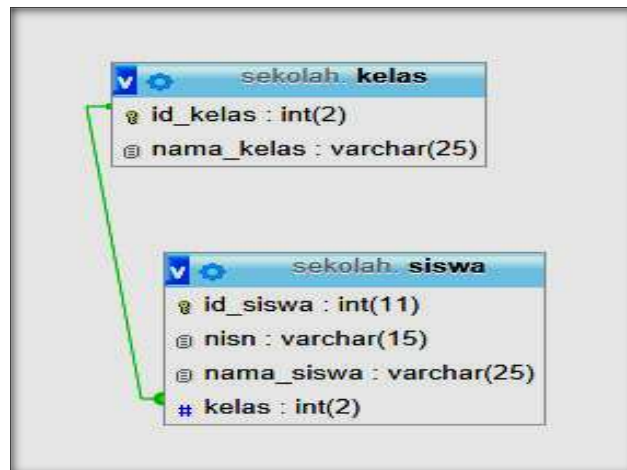 v sekolah. kelas
id_kelas : int(2)
nama_kelas : varchar(25)
v sekolah. siswa
id_siswa : int(11)
nisn : varchar(15)
nama_siswa : varchar(25)
# kelas : int(2)